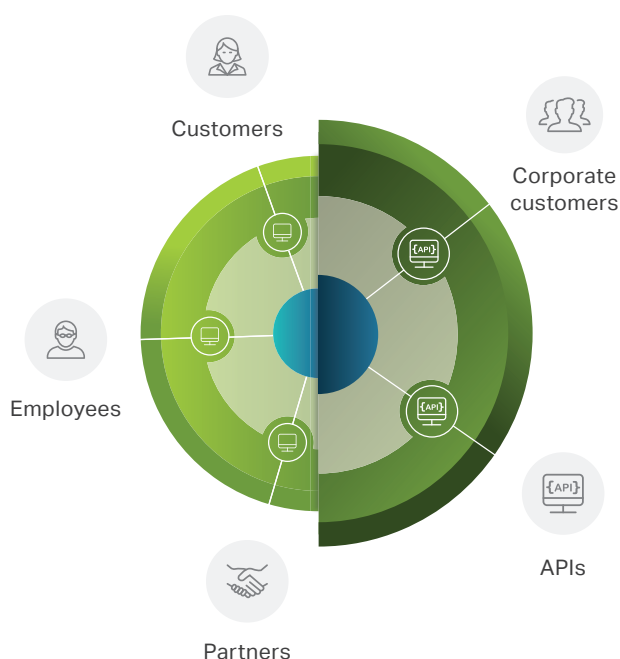 Customers
Corporate
customers
{API}
Employees
{API}
{API}
APIs
Partners